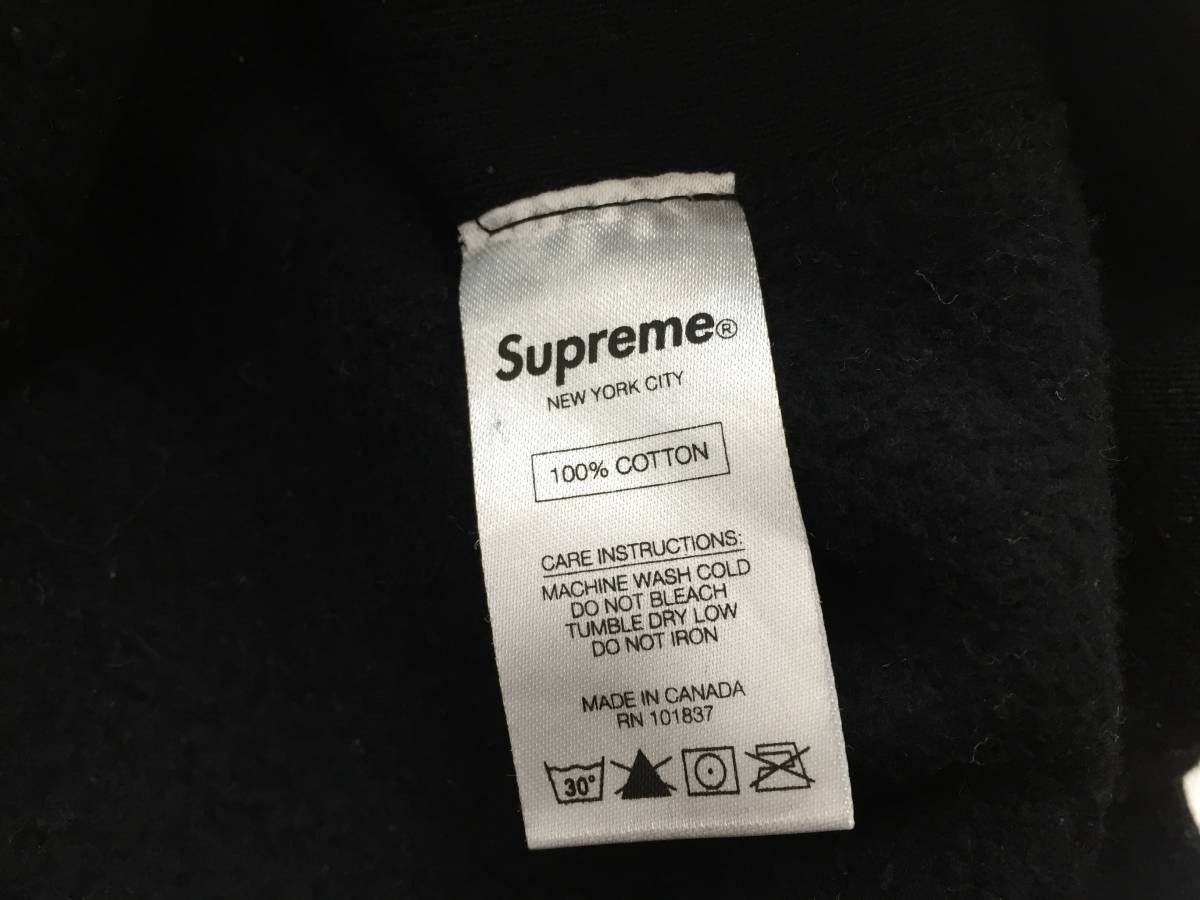 Supreme®
NEW YORK CITY
100% COTTON
CARE INSTRUCTIONS:
MACHINE WASH COLD
DO NOT BLEACH
TUMBLE DRY LOW
DO NOT IRON
MADE IN CANADA
RN 101837
30°